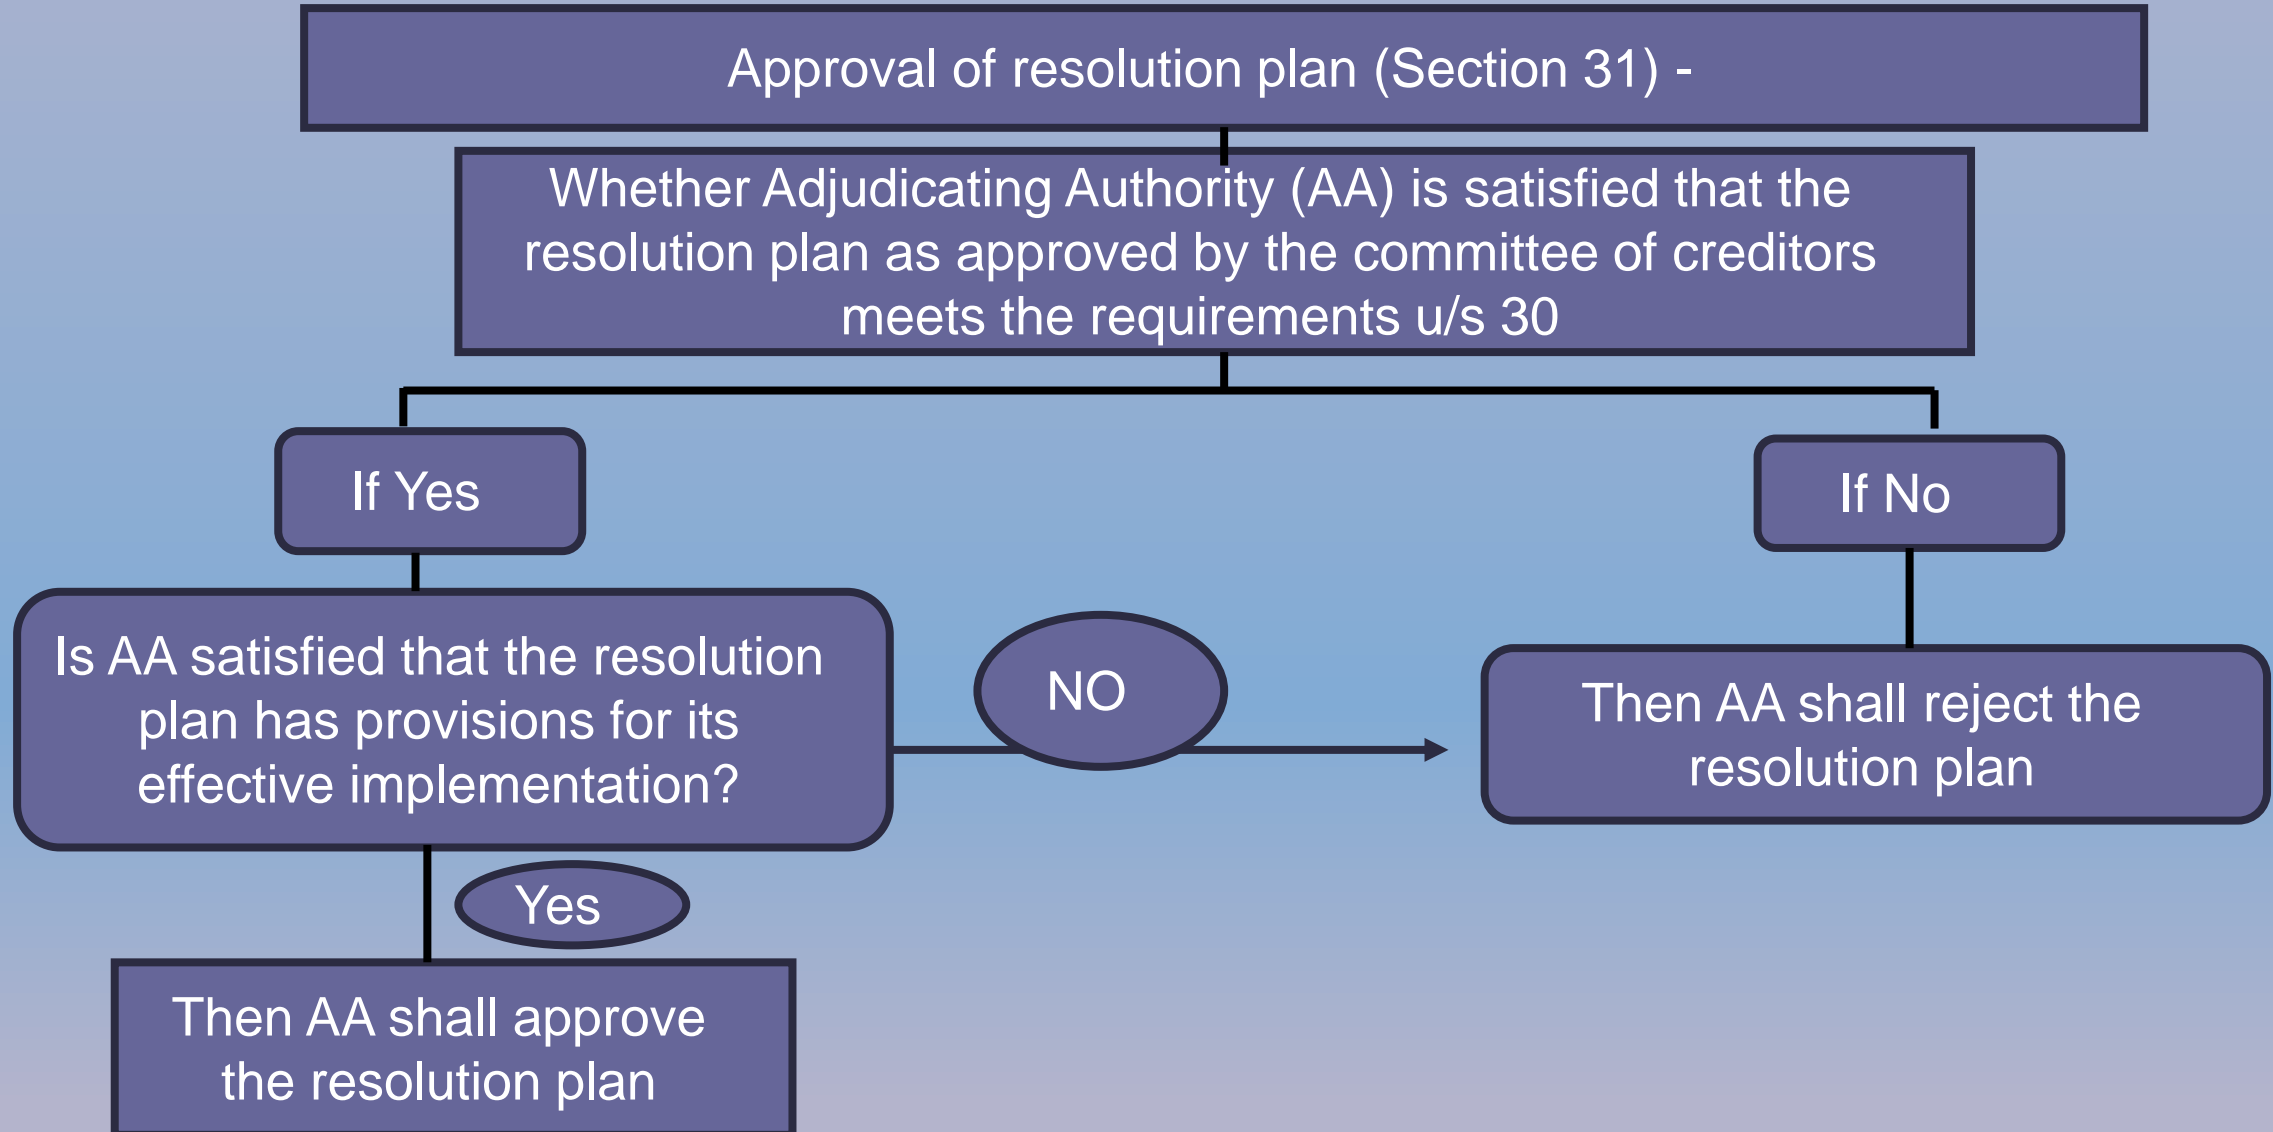 Approval of resolution plan (Section 31) -
Whether Adjudicating Authority (AA) is satisfied that the
resolution plan as approved by the committee of creditors
meets the requirements u/s 30
If Yes
If No
Is AA satisfied that the resolution
plan has provisions for its
effective implementation?
NO
Then AA shall reject the
resolution plan
Yes
Then AA shall approve
the resolution plan